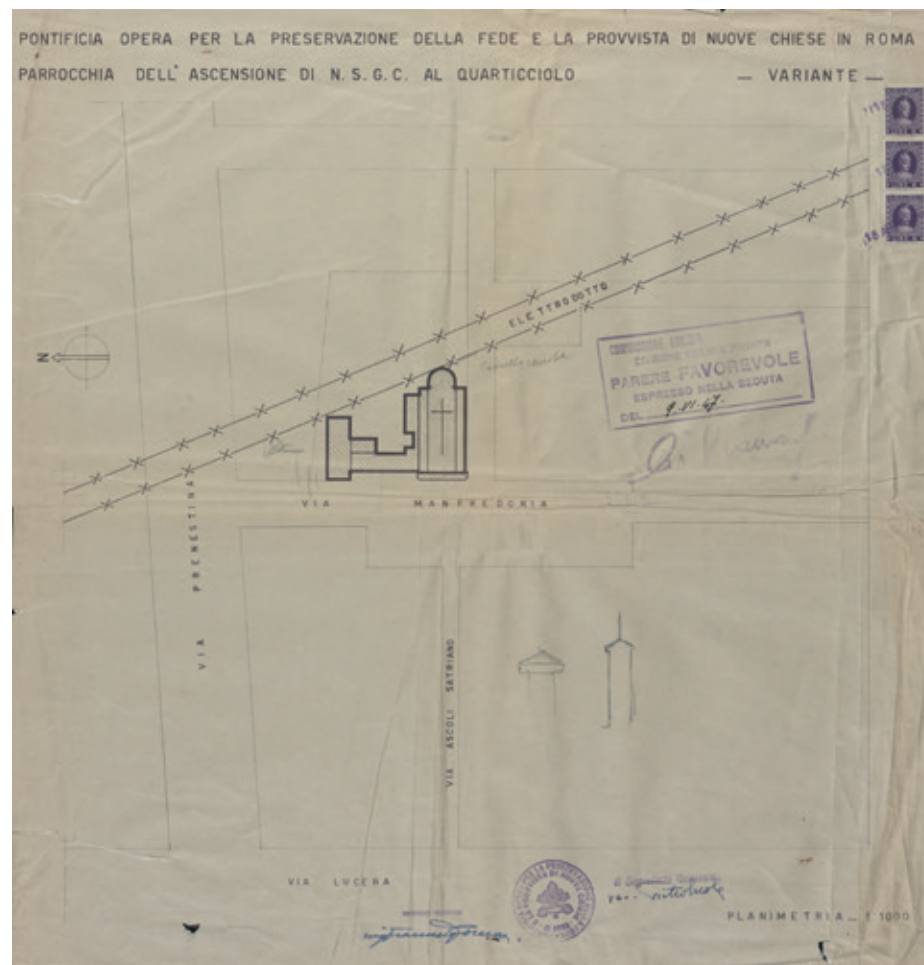 PONTIFICIA OPERA PER LA PRESERVAZIONE DELLA FEDE E LA PROVVISTA DI NUOVE CHIESE IN ROMA
PARROCCHIA DELL' ASCENSIONE DI N.S.G.C. AL QUARTICCIOLO — VARIANTE —
ELETTRODOTTO
N
PARERE FAVOREVOLE
ESPRESSO NELLA SEDUTA
DEL 9.VI.47.
VIA MANFREDONIA
VIA PRENESTINA
VIA ASCOLI SATRIANO
VIA LUCERA
PLANIMETRIA — 1:1000